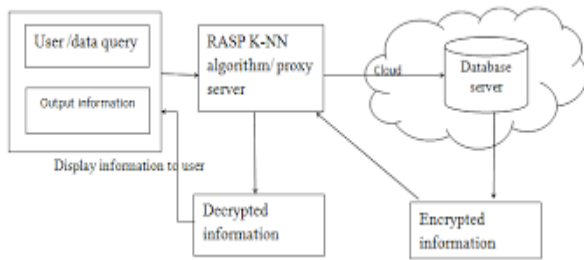 User /data query
Output information
RASP K-NN
algorithm/ proxy
server
Cloud
Database
server
Display information to user
Decrypted
information
Encrypted
information